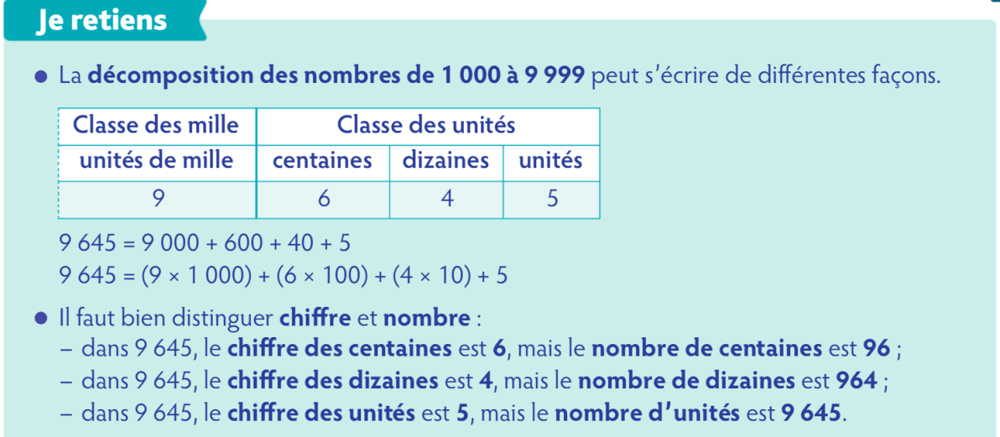 Je retiens
● La décomposition des nombres de 1 000 à 9 999 peut s'écrire de différentes façons.
Classe des mille Classe des unités
unités de mille centaines dizaines unités
9 6 4 5
9 645 = 9 000 + 600 + 40 + 5
9 645 = (9 × 1 000) + (6 × 100) + (4 × 10) + 5
● Il faut bien distinguer chiffre et nombre :
– dans 9 645, le chiffre des centaines est 6, mais le nombre de centaines est 96 ;
– dans 9 645, le chiffre des dizaines est 4, mais le nombre de dizaines est 964 ;
– dans 9 645, le chiffre des unités est 5, mais le nombre d'unités est 9 645.